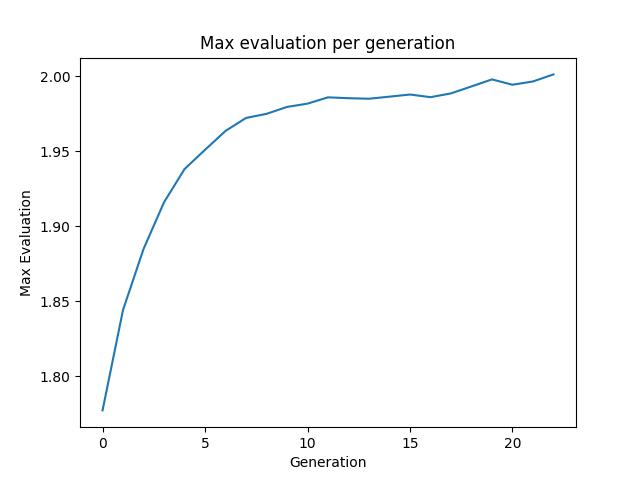 Max evaluation per generation
Max Evaluation
2.00
1.95
1.90
1.85
1.80
0 5 10 15 20
Generation